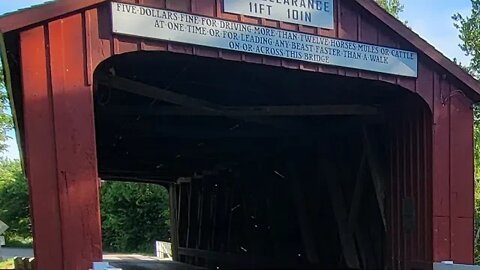 CLEARANCE
11FT 10IN
FIVE DOLLARS FINE FOR DRIVING MORE THAN TWELVE HORSES MULES OR CATTLE
AT ONE TIME OR FOR LEADING ANY BEAST FASTER THAN A WALK
ON OR ACROSS THIS BRIDGE